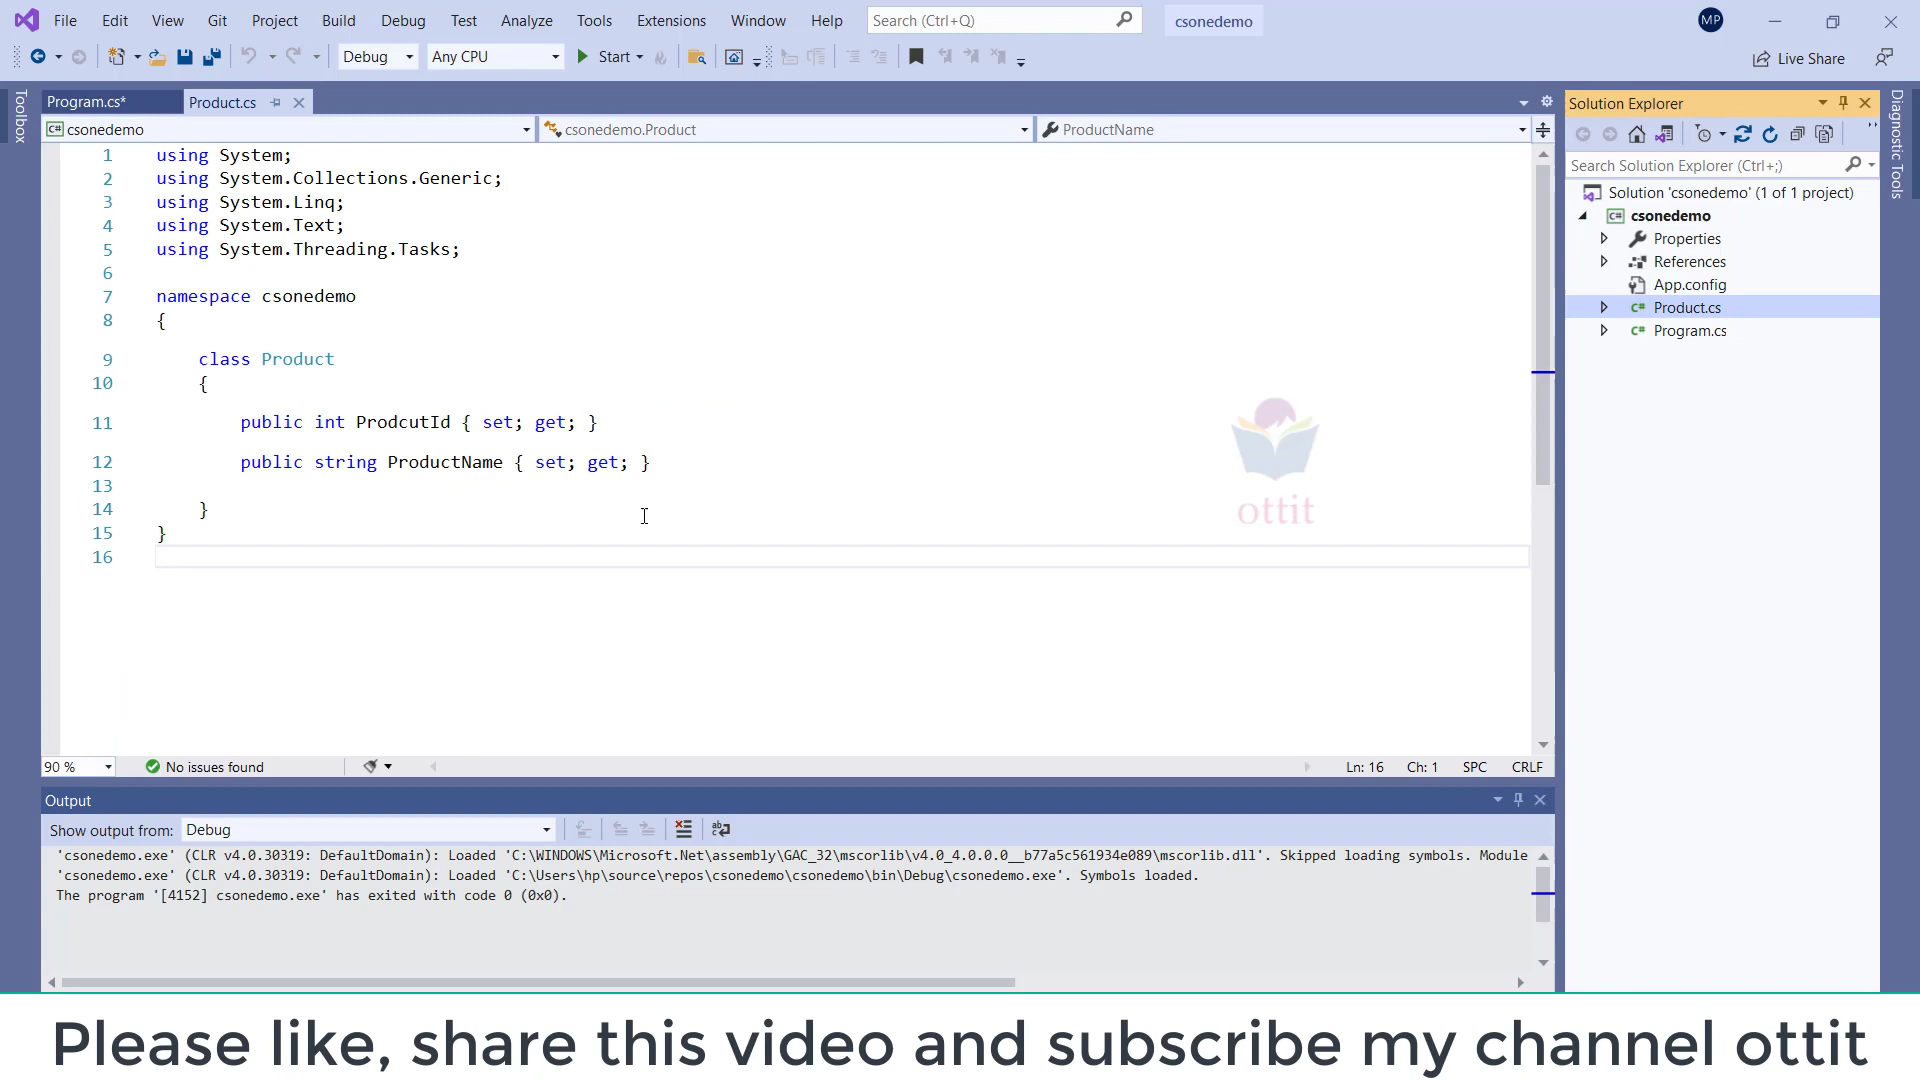 File Edit View Git Project Build Debug Test Analyze Tools Extensions Window Help Search (Ctrl+Q) csonedemo MP
Debug Any CPU Start Live Share
Toolbox
Program.cs* Product.cs
csonedemo csonedemo.Product ProductName
1 using System;
2 using System.Collections.Generic;
3 using System.Linq;
4 using System.Text;
5 using System.Threading.Tasks;
6
7 namespace csonedemo
8 {
9 class Product
10 {
11 public int ProdcutId { set; get; }
12 public string ProductName { set; get; }
13
14 }
15 }
16
ottit
90 % No issues found Ln: 16 Ch: 1 SPC CRLF
Solution Explorer
Search Solution Explorer (Ctrl+;)
Solution 'csonedemo' (1 of 1 project)
csonedemo
Properties
References
App.config
Product.cs
Program.cs
Diagnostic Tools
Output
Show output from: Debug
'csonedemo.exe' (CLR v4.0.30319: DefaultDomain): Loaded 'C:\WINDOWS\Microsoft.Net\assembly\GAC_32\mscorlib\v4.0_4.0.0.0__b77a5c561934e089\mscorlib.dll'. Skipped loading symbols. Module
'csonedemo.exe' (CLR v4.0.30319: DefaultDomain): Loaded 'C:\Users\hp\source\repos\csonedemo\csonedemo\bin\Debug\csonedemo.exe'. Symbols loaded.
The program '[4152] csonedemo.exe' has exited with code 0 (0x0).
Please like, share this video and subscribe my channel ottit